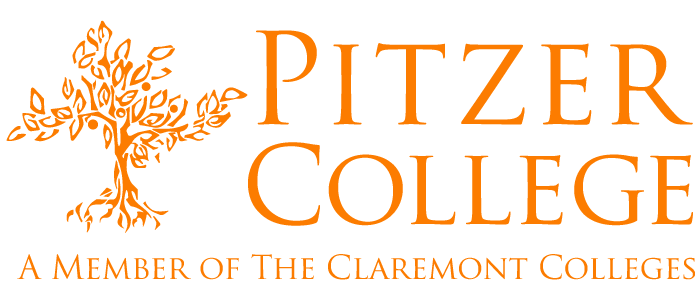 PITZER
COLLEGE
A MEMBER OF THE CLAREMONT COLLEGES